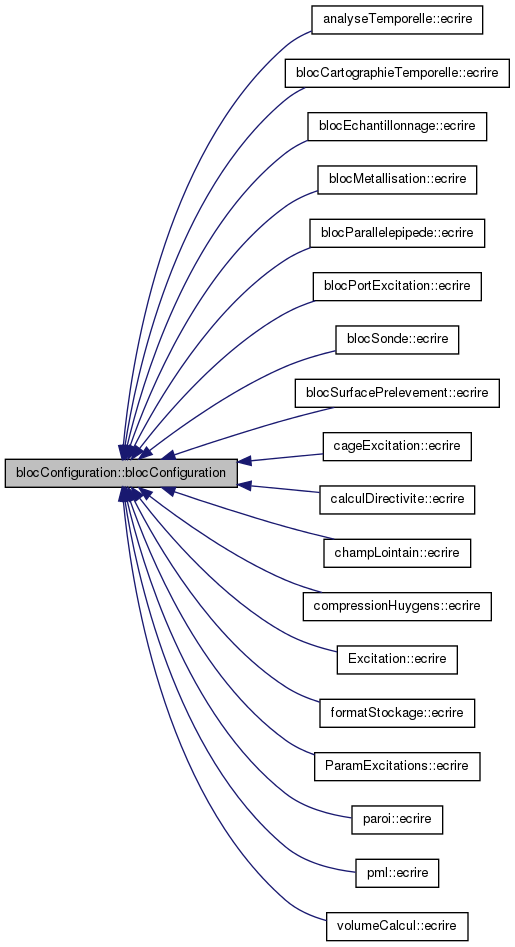 analyseTemporelle::ecrire
blocCartographieTemporelle::ecrire
blocEchantillonnage::ecrire
blocMetallisation::ecrire
blocParallelepipede::ecrire
blocPortExcitation::ecrire
blocSonde::ecrire
blocSurfacePrelevement::ecrire
cageExcitation::ecrire
blocConfiguration::blocConfiguration
calculDirectivite::ecrire
champLointain::ecrire
compressionHuygens::ecrire
Excitation::ecrire
formatStockage::ecrire
ParamExcitations::ecrire
paroi::ecrire
pml::ecrire
volumeCalcul::ecrire